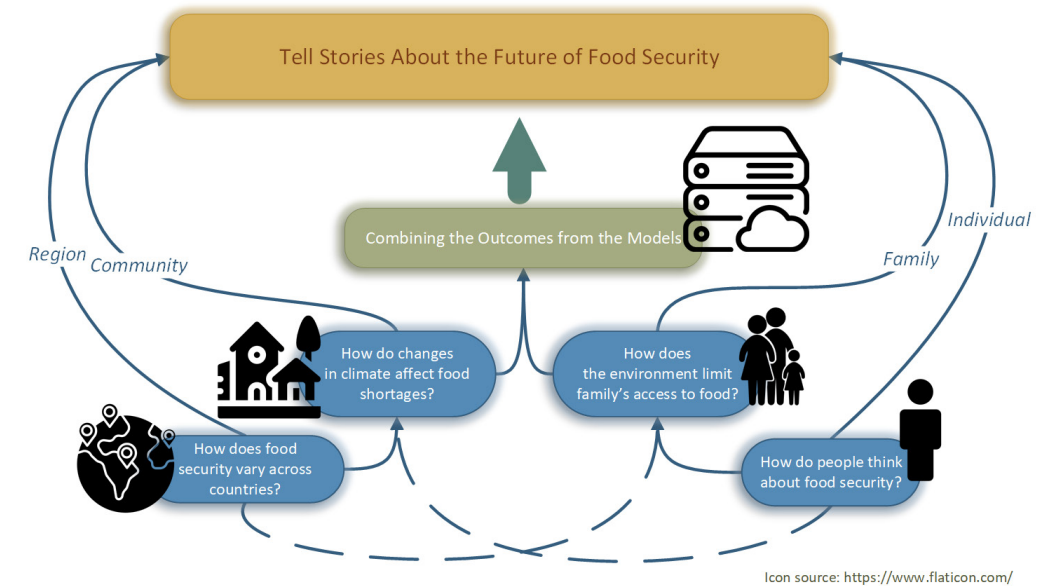 Tell Stories About the Future of Food Security
Combining the Outcomes from the Models
Region
Community
Family
Individual
How do changes
in climate affect food
shortages?
How does
the environment limit
family's access to food?
How does food
security vary across
countries?
How do people think
about food security?
Icon source: https://www.flaticon.com/